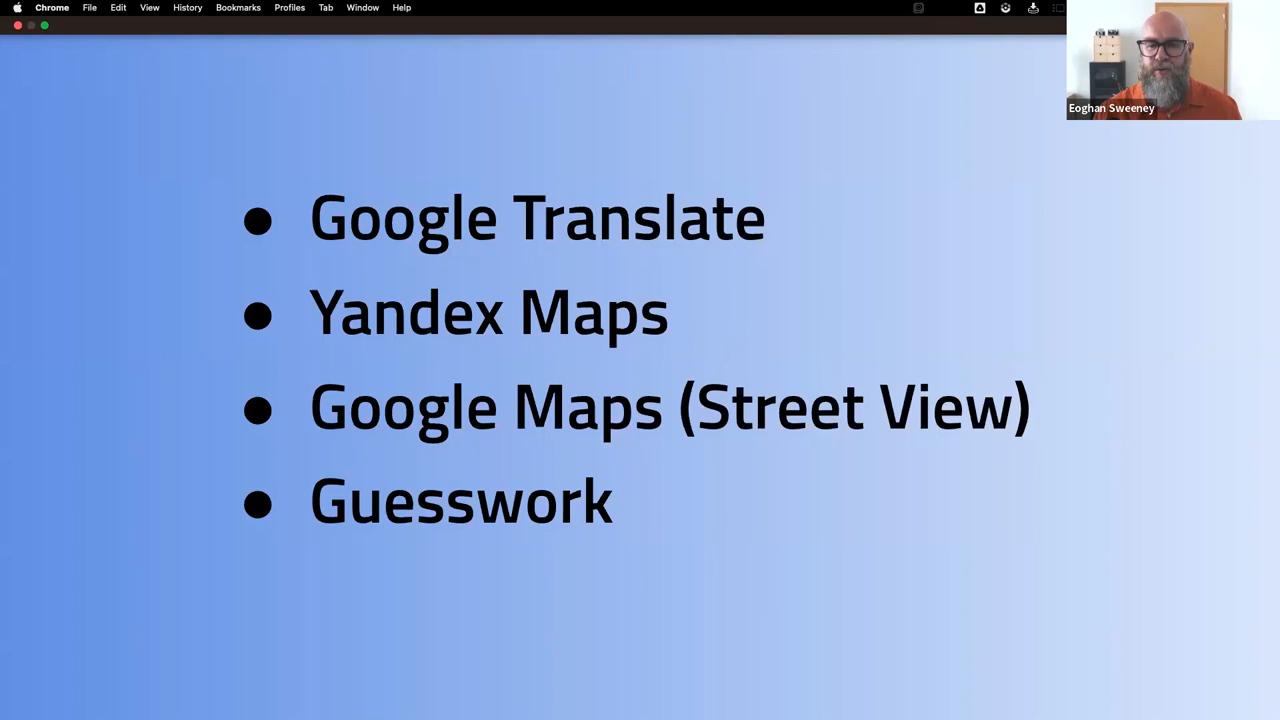 Chrome File Edit View History Bookmarks Profiles Tab Window Help
Eoghan Sweeney
● Google Translate
● Yandex Maps
● Google Maps (Street View)
● Guesswork